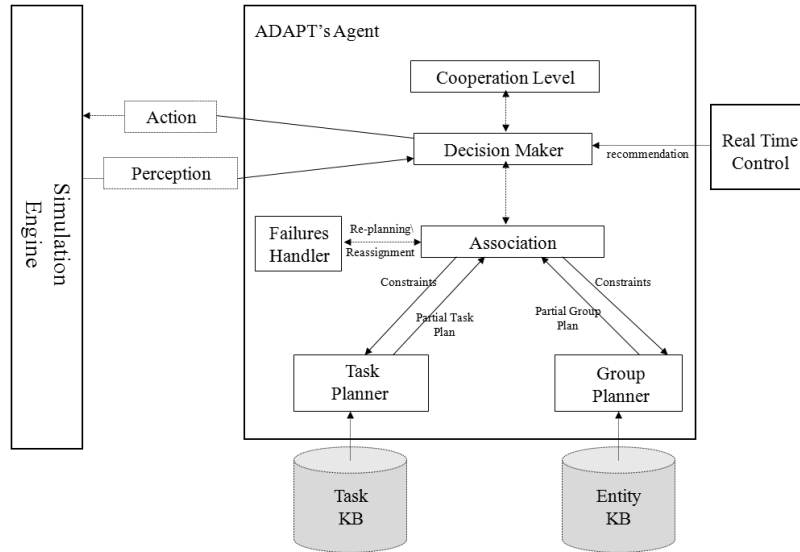 ADAPT's Agent
Cooperation Level
Action
Decision Maker
recommendation
Real Time
Control
Perception
Simulation
Engine
Failures
Handler
Re-planning\
Reassignment
Association
Constraints
Constraints
Partial Task
Plan
Partial Group
Plan
Task
Planner
Group
Planner
Task
KB
Entity
KB